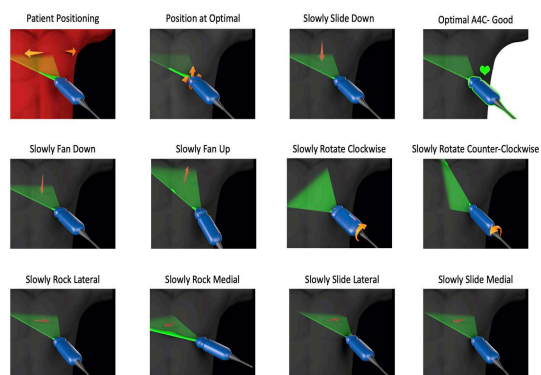 Patient Positioning
Position at Optimal
Slowly Slide Down
Optimal A4C- Good
Slowly Fan Down
Slowly Fan Up
Slowly Rotate Clockwise
Slowly Rotate Counter-Clockwise
Slowly Rock Lateral
Slowly Rock Medial
Slowly Slide Lateral
Slowly Slide Medial